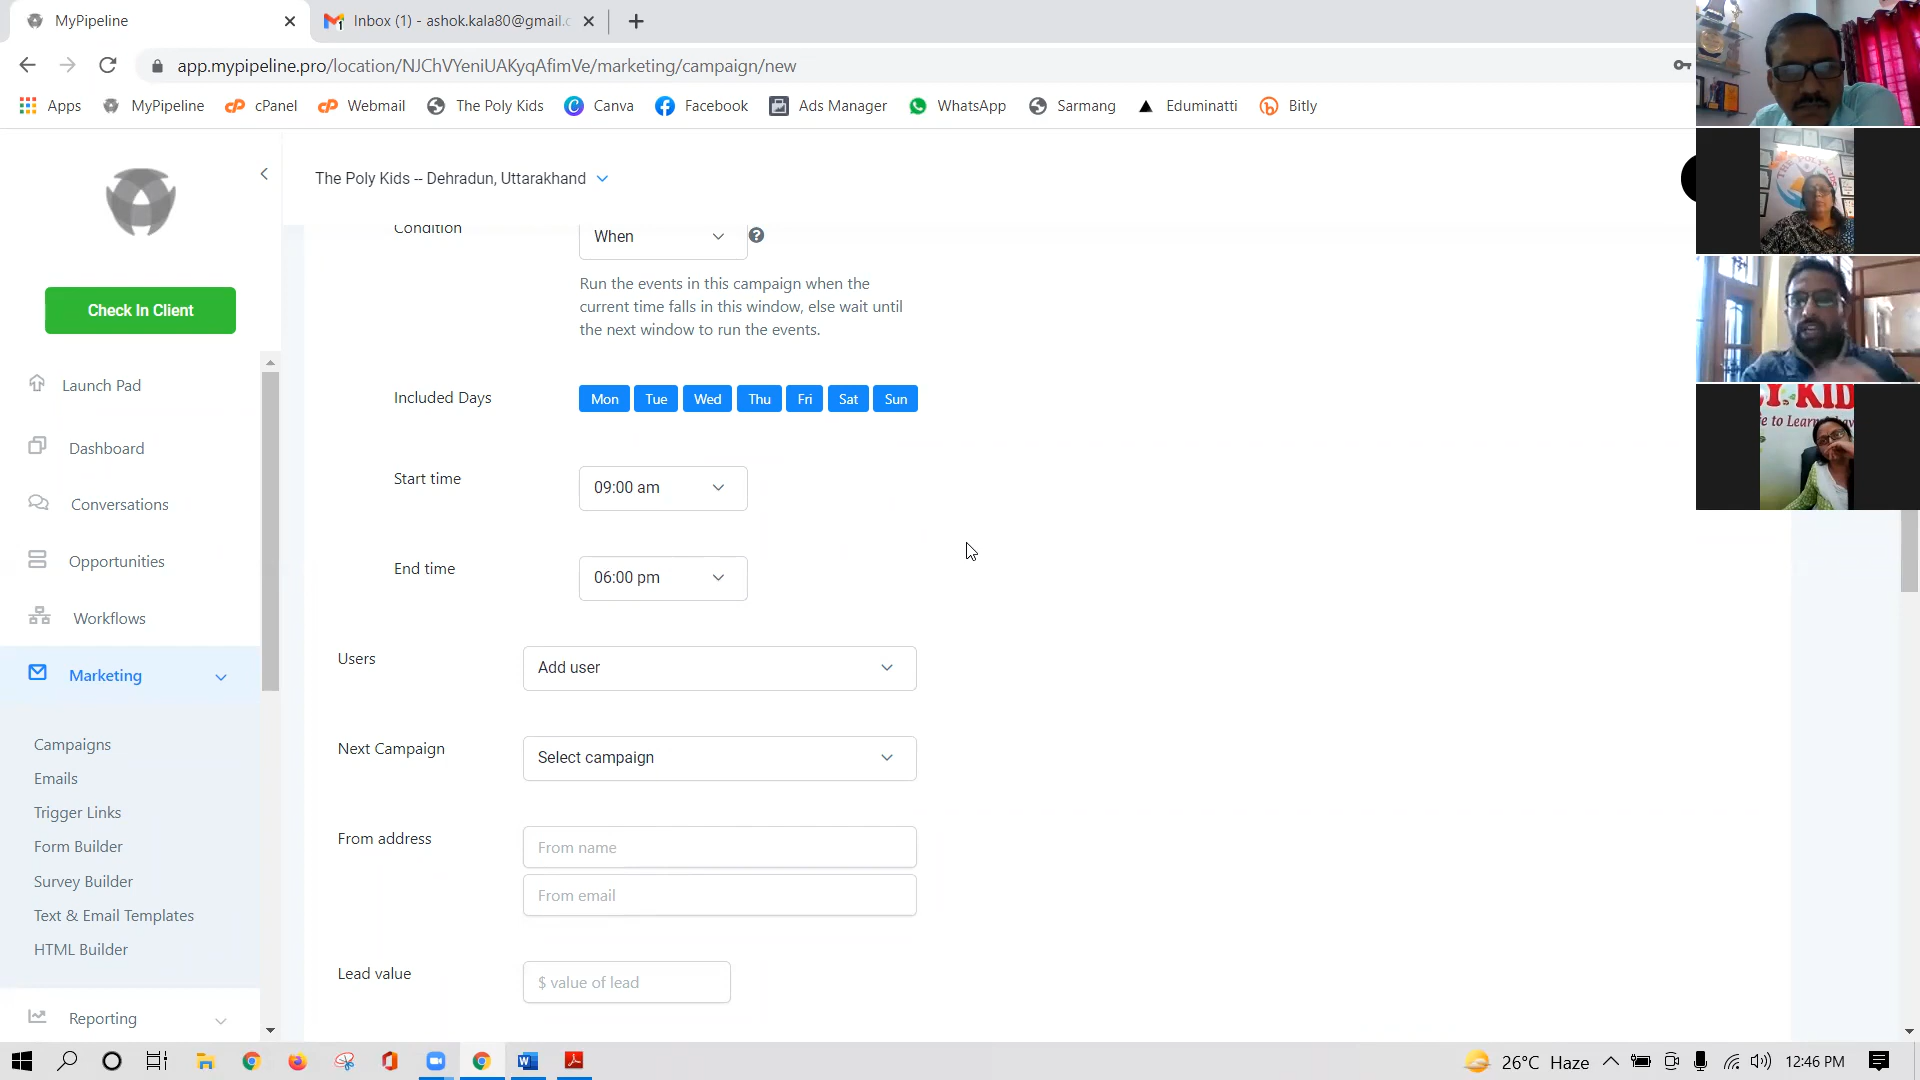 MyPipeline
Inbox (1) - ashok.kala80@gmail.c
app.mypipeline.pro/location/NJChVYeniUAKyqAfimVe/marketing/campaign/new
Apps
MyPipeline
cPanel
Webmail
The Poly Kids
Canva
Facebook
Ads Manager
WhatsApp
Sarmang
Eduminatti
Bitly
The Poly Kids -- Dehradun, Uttarakhand
Check In Client
Launch Pad
Dashboard
Conversations
Opportunities
Workflows
Marketing
Campaigns
Emails
Trigger Links
Form Builder
Survey Builder
Text & Email Templates
HTML Builder
Reporting
Condition
When
Run the events in this campaign when the
current time falls in this window, else wait until
the next window to run the events.
Included Days
Mon Tue Wed Thu Fri Sat Sun
Start time
09:00 am
End time
06:00 pm
Users
Add user
Next Campaign
Select campaign
From address
From name
From email
Lead value
$ value of lead
THE POLY KIDS
Y KID
e to Learn
26°C Haze
12:46 PM